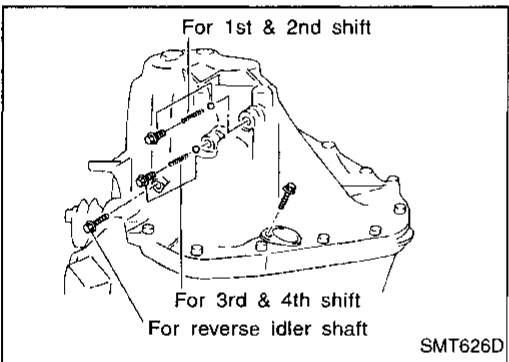 For 1st & 2nd shift
For 3rd & 4th shift
For reverse idler shaft
SMT626D